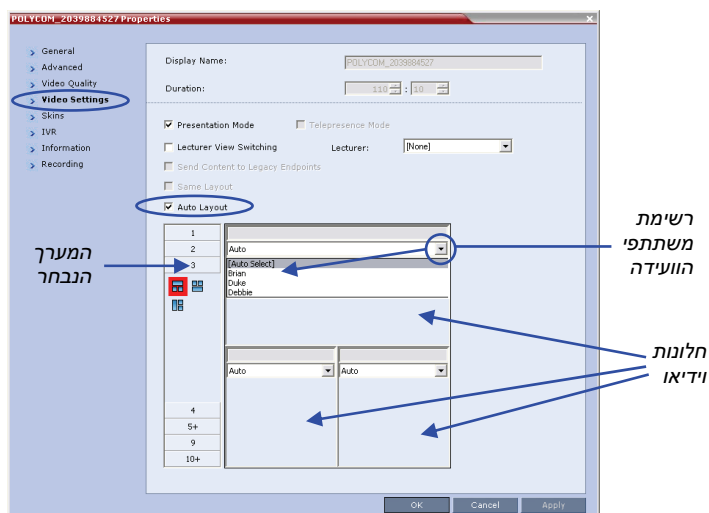 POLYCOM_2039884527 Properties
General
Advanced
Video Quality
Video Settings
Skins
IVR
Information
Recording
Display Name:
POLYCOM_2039884527
Duration:
110 : 10
Presentation Mode
Telepresence Mode
Lecturer View Switching
Lecturer:
[None]
Send Content to Legacy Endpoints
Same Layout
Auto Layout
1
2
3
4
5+
9
10+
Auto
[Auto Select]
Brian
Duke
Debbie
Auto
Auto
OK
Cancel
Apply
המערך
הנבחר
רשימת
משתתפי
הוועידה
חלונות
וידיאו